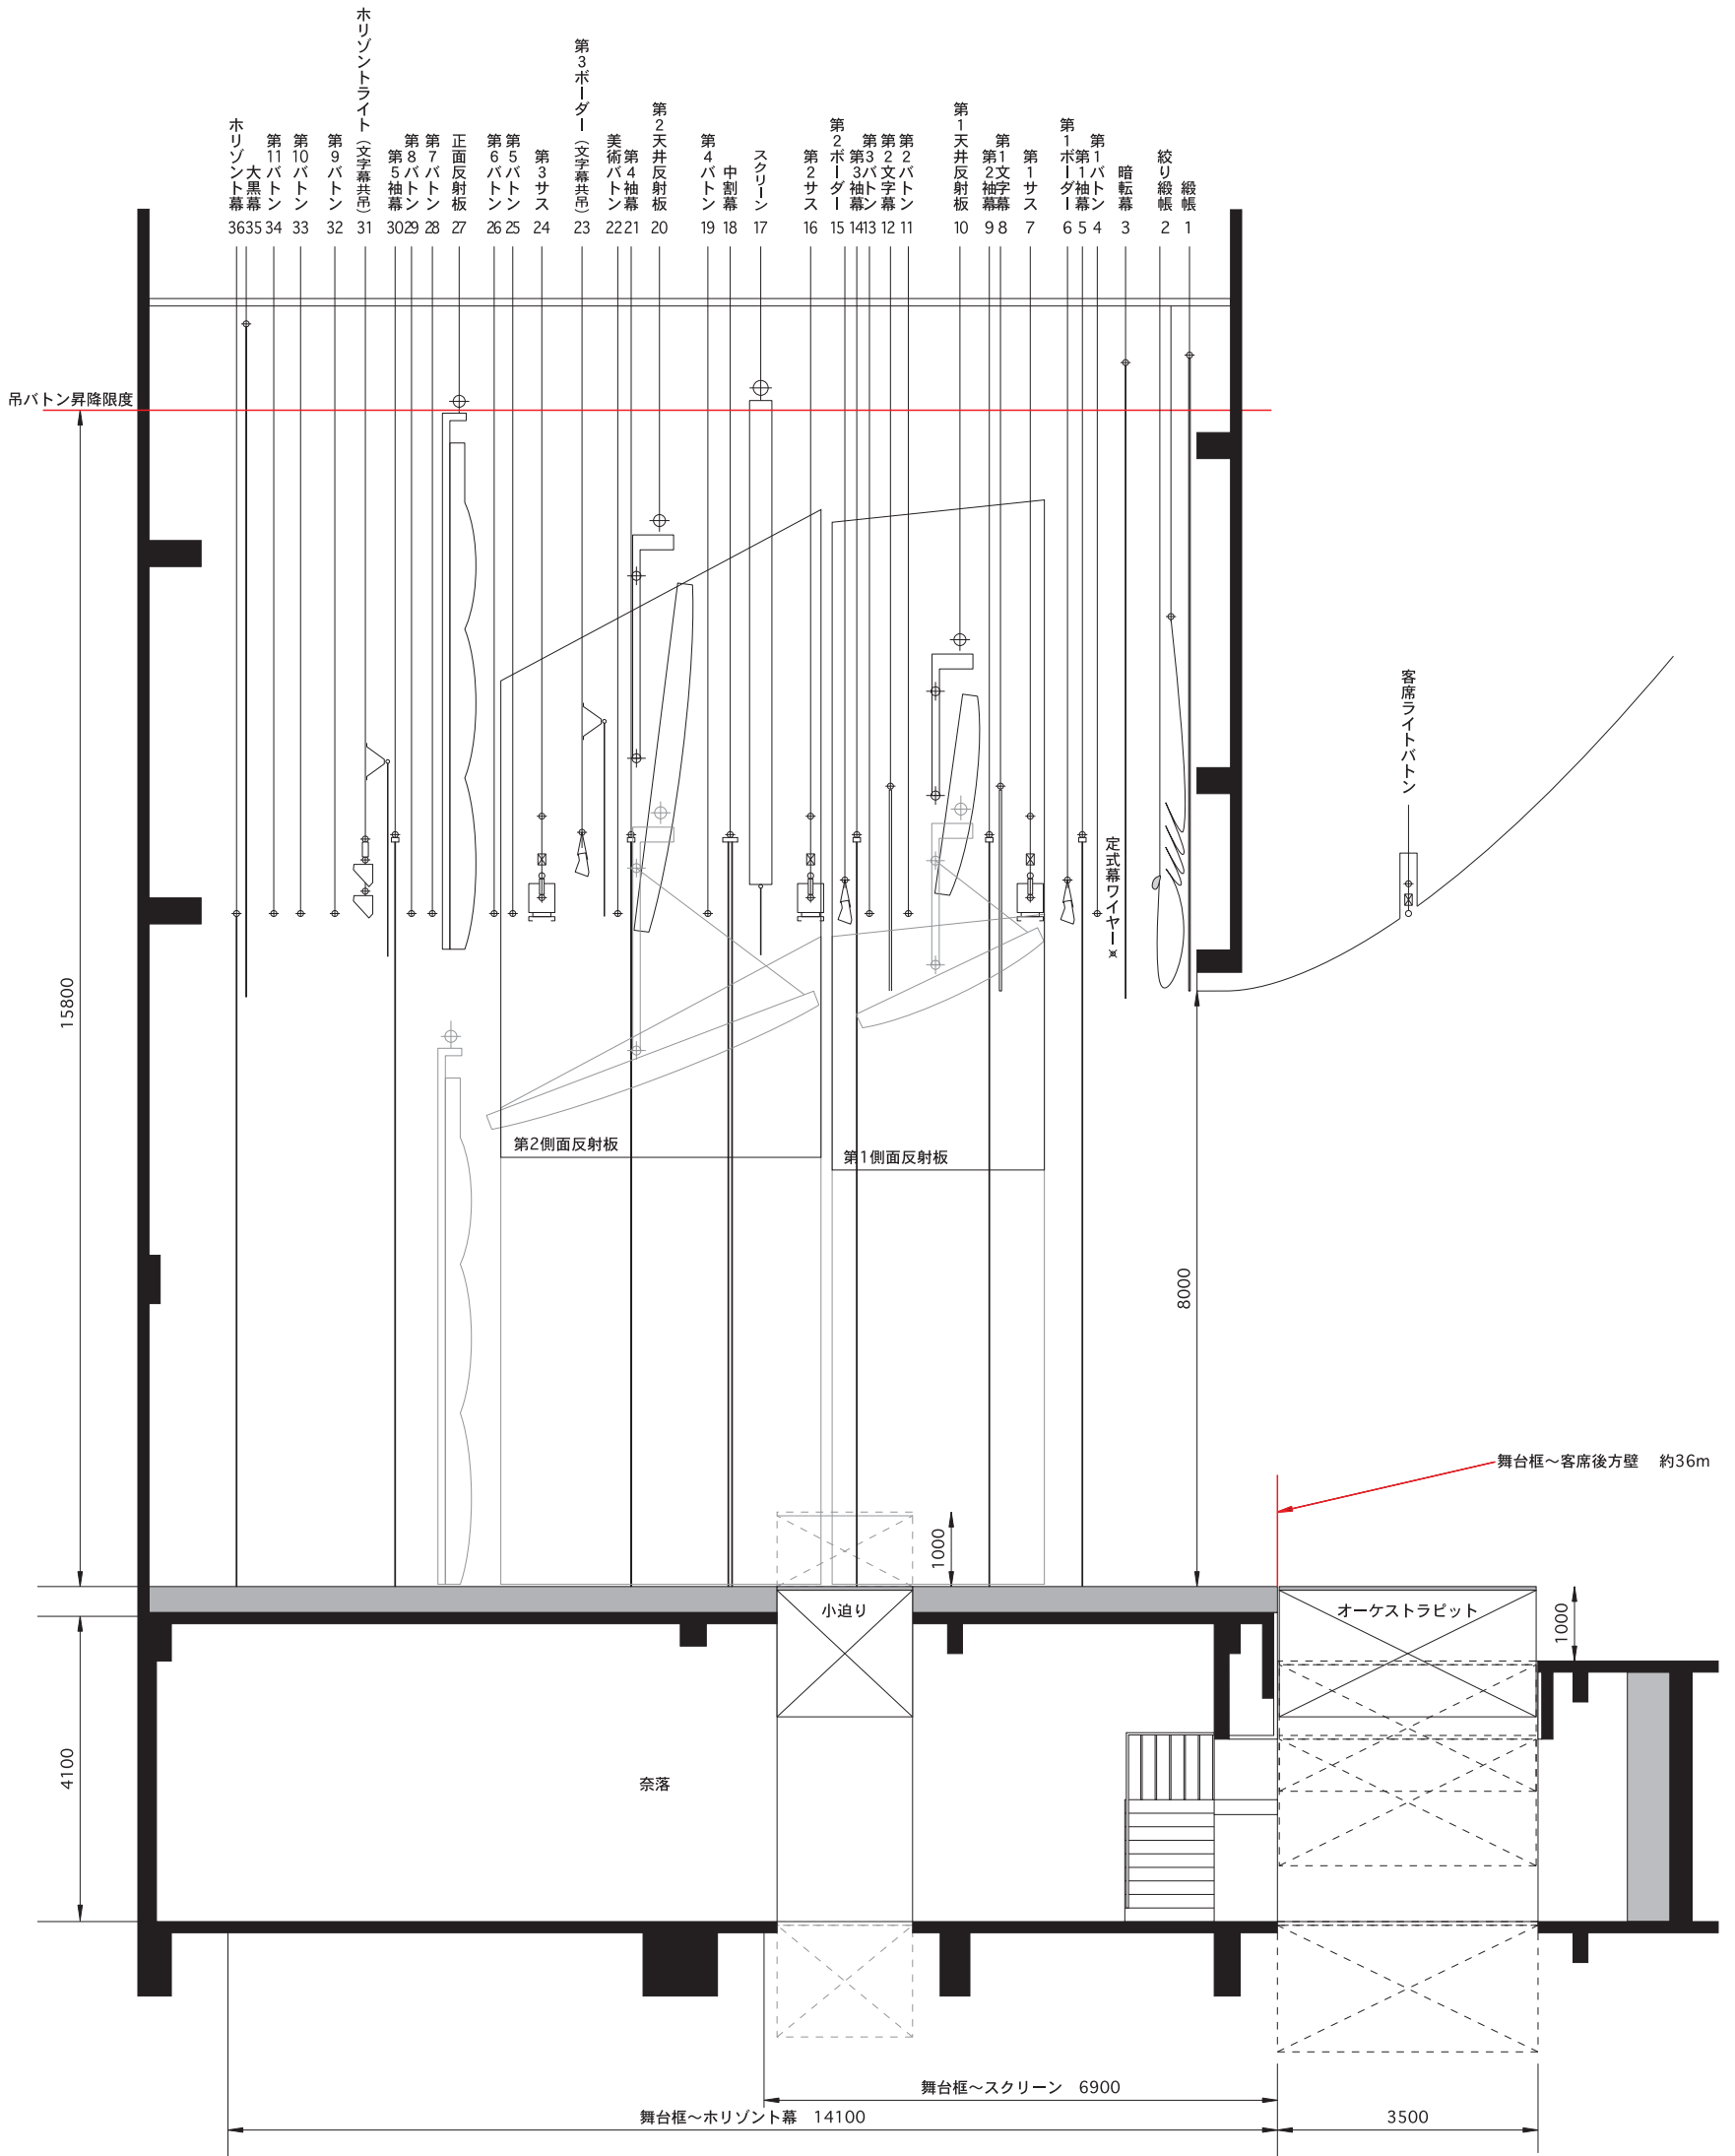 ホリゾント幕 36
大黒幕 35
第11バトン 34
第10バトン 33
第9バトン 32
ホリゾントライト（文字幕共吊） 31
第5袖幕 30
第8バトン 29
第7バトン 28
正面反射板 27
第6バトン 26
第5バトン 25
第3サス 24
第3ボーダー（文字幕共吊） 23
美術バトン 22
第4袖幕 21
第2天井反射板 20
第4バトン 19
中割幕 18
スクリーン 17
第2サス 16
第2ボーダー 15
第3袖幕 14
第3バトン 13
第2文字幕 12
第2バトン 11
第1天井反射板 10
第2袖幕 9
第1文字幕 8
第1サス 7
第1ボーダー 6
第1袖幕 5
第1バトン 4
暗転幕 3
絞り緞帳 2
緞帳 1
吊バトン昇降限度
客席ライトバトン
定式幕ワイヤー
15800
第2側面反射板
第1側面反射板
8000
舞台框～客席後方壁　約36m
1000
小迫り
オーケストラピット
1000
4100
奈落
舞台框～スクリーン　6900
舞台框～ホリゾント幕　14100
3500